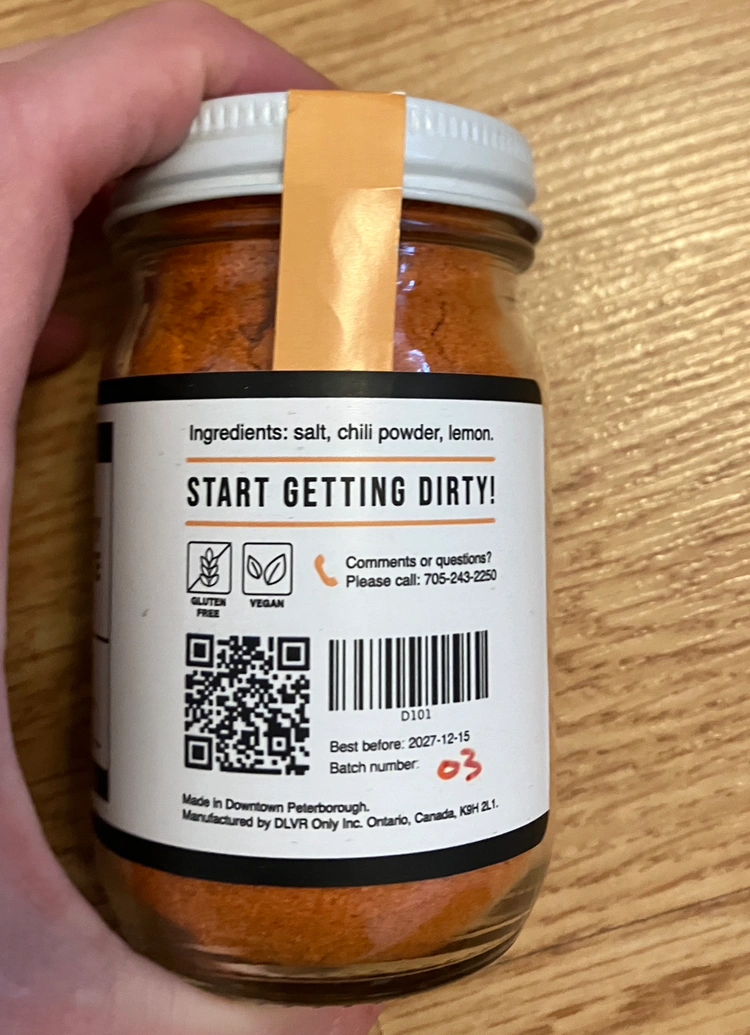 Ingredients: salt, chili powder, lemon.
START GETTING DIRTY!
GLUTEN
FREE
VEGAN
Comments or questions?
Please call: 705-243-2250
D101
Best before: 2027-12-15
Batch number: 03
Made in Downtown Peterborough.
Manufactured by DLVR Only Inc. Ontario, Canada, K9H 2L1.